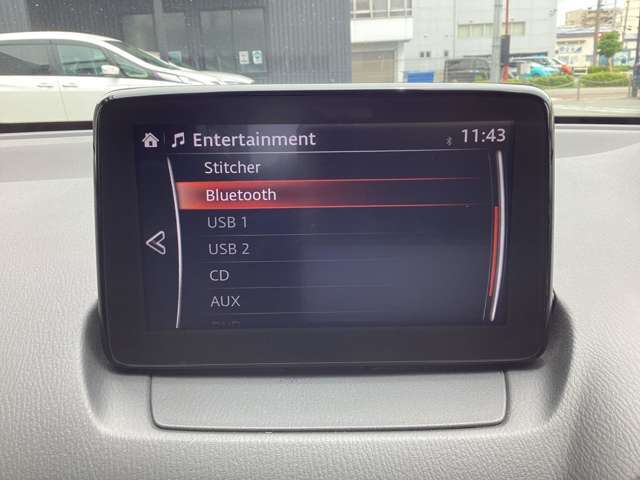 Entertainment 11:43
Stitcher
Bluetooth
USB 1
USB 2
CD
AUX